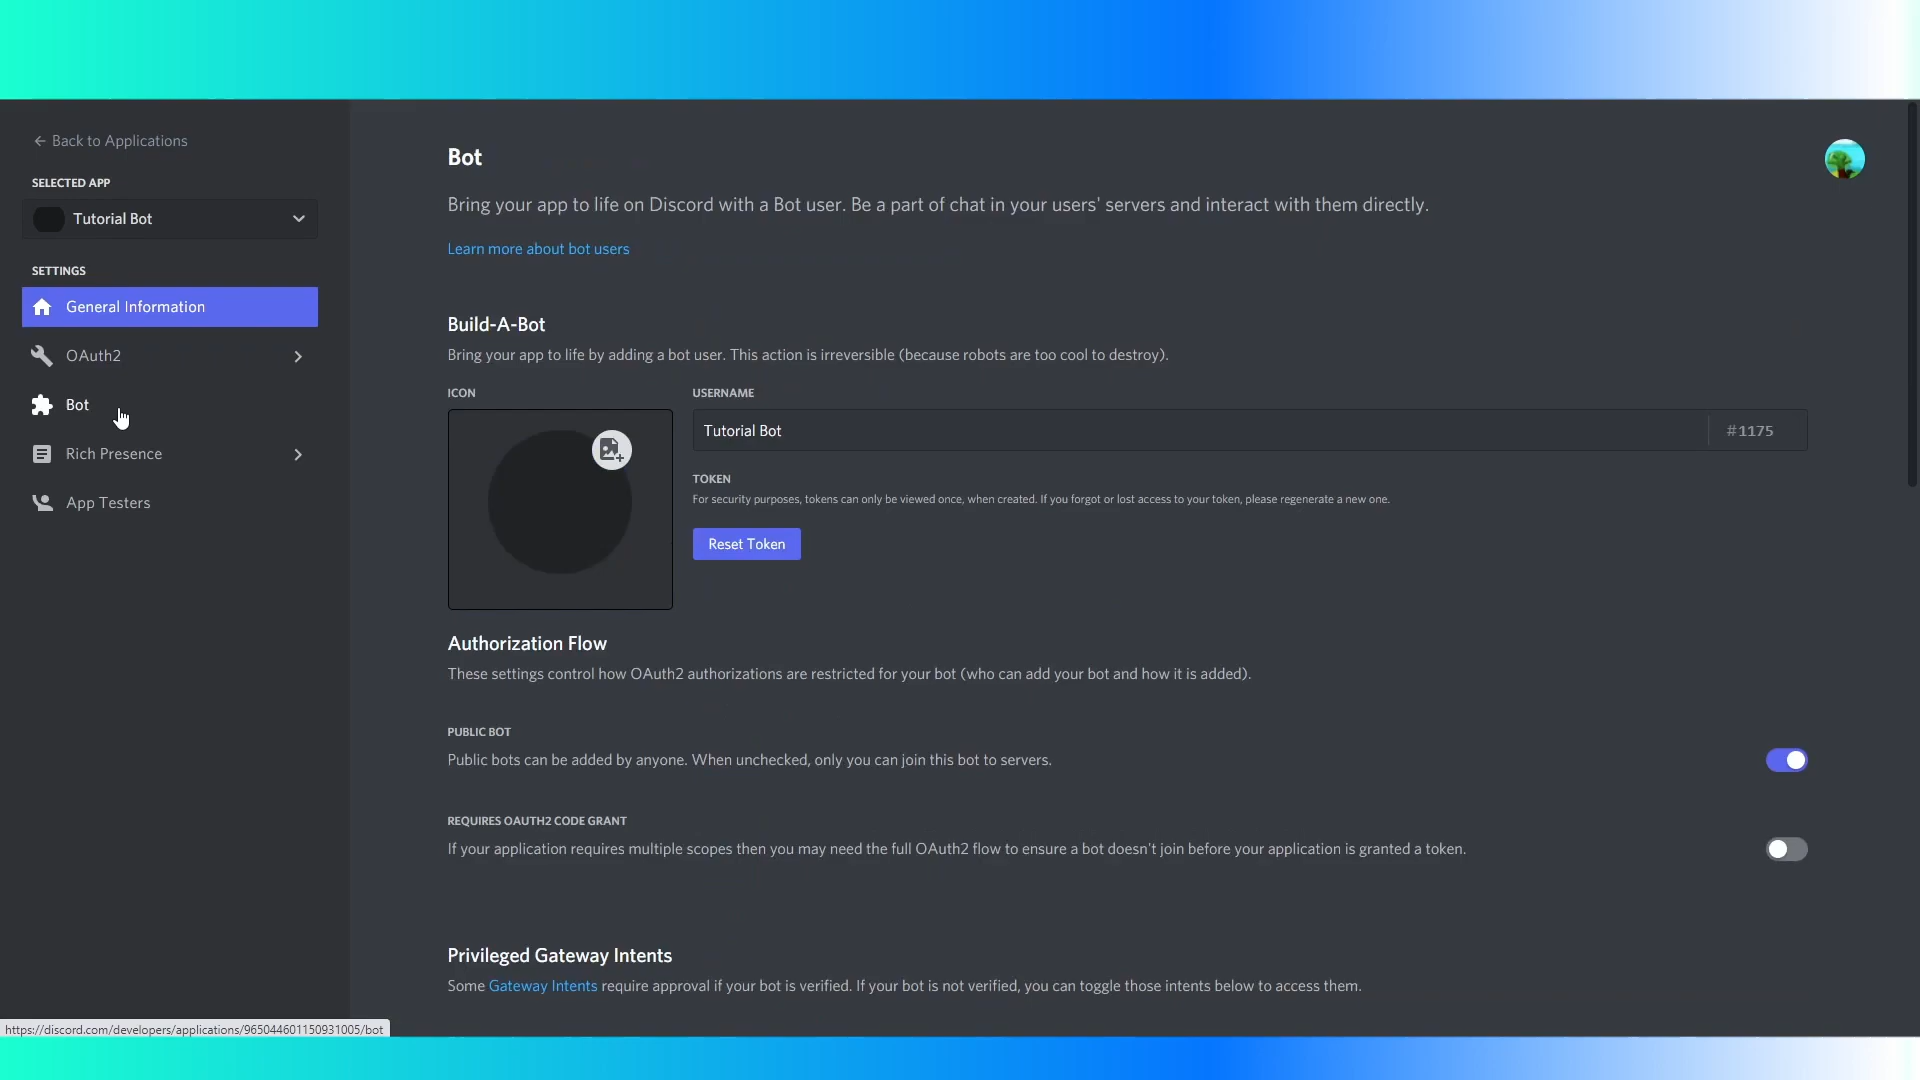 Back to Applications
SELECTED APP
Tutorial Bot
SETTINGS
General Information
OAuth2
Bot
Rich Presence
App Testers
Bot
Bring your app to life on Discord with a Bot user. Be a part of chat in your users' servers and interact with them directly.
Learn more about bot users
Build-A-Bot
Bring your app to life by adding a bot user. This action is irreversible (because robots are too cool to destroy).
ICON
USERNAME
Tutorial Bot
#1175
TOKEN
For security purposes, tokens can only be viewed once, when created. If you forgot or lost access to your token, please regenerate a new one.
Reset Token
Authorization Flow
These settings control how OAuth2 authorizations are restricted for your bot (who can add your bot and how it is added).
PUBLIC BOT
Public bots can be added by anyone. When unchecked, only you can join this bot to servers.
REQUIRES OAUTH2 CODE GRANT
If your application requires multiple scopes then you may need the full OAuth2 flow to ensure a bot doesn't join before your application is granted a token.
Privileged Gateway Intents
Some Gateway Intents require approval if your bot is verified. If your bot is not verified, you can toggle those intents below to access them.
https://discord.com/developers/applications/965044601150931005/bot